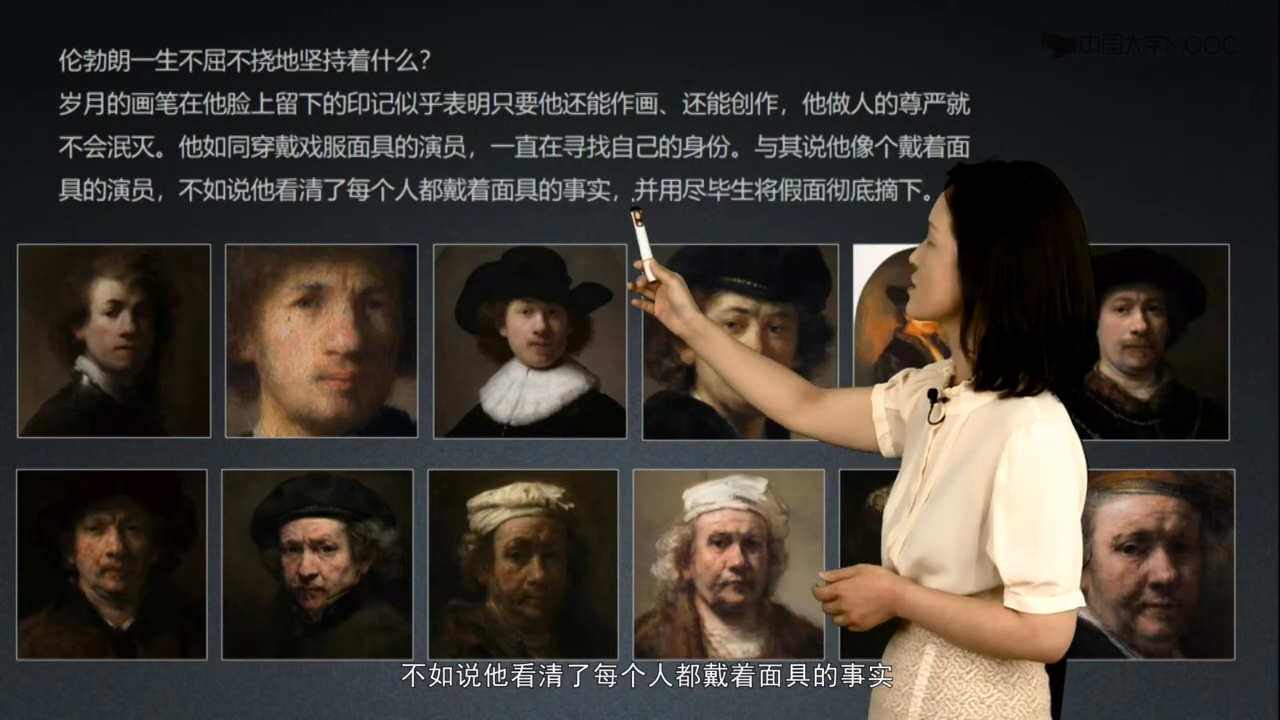 中国大学MOOC
伦勃朗一生不屈不挠地坚持着什么？
岁月的画笔在他脸上留下的印记似乎表明只要他还能作画、还能创作，他做人的尊严就
不会泯灭。他如同穿戴戏服面具的演员，一直在寻找自己的身份。与其说他像个戴着面
具的演员，不如说他看清了每个人都戴着面具的事实，并用尽毕生将假面彻底摘下。
不如说他看清了每个人都戴着面具的事实